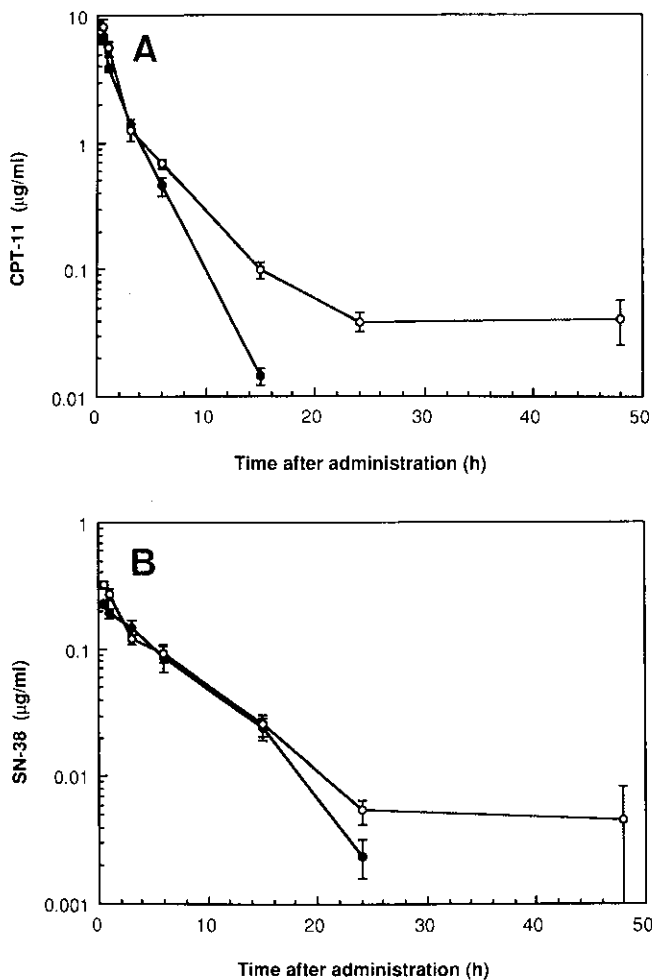 10
A
1
0.1
0.01
CPT-11 (μg/ml)
0 10 20 30 40 50
Time after administration (h)
1
B
0.1
0.01
0.001
SN-38 (μg/ml)
0 10 20 30 40 50
Time after administration (h)